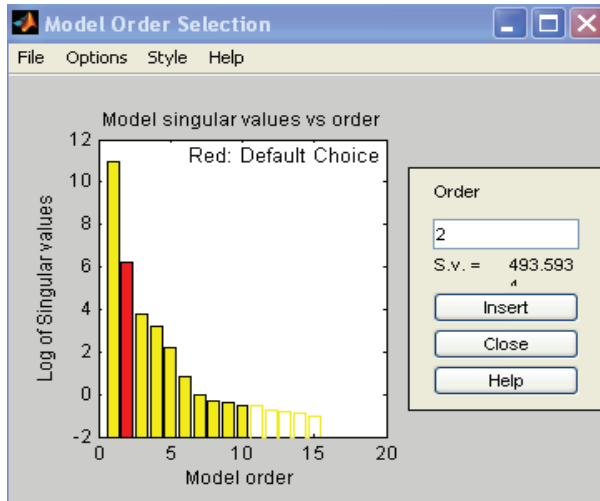 Model Order Selection
File Options Style Help
Model singular values vs order
Red: Default Choice
12
10
8
6
4
2
0
-2
Log of Singular values
0 5 10 15 20
Model order
Order
2
S.v. = 493.593
4
Insert
Close
Help